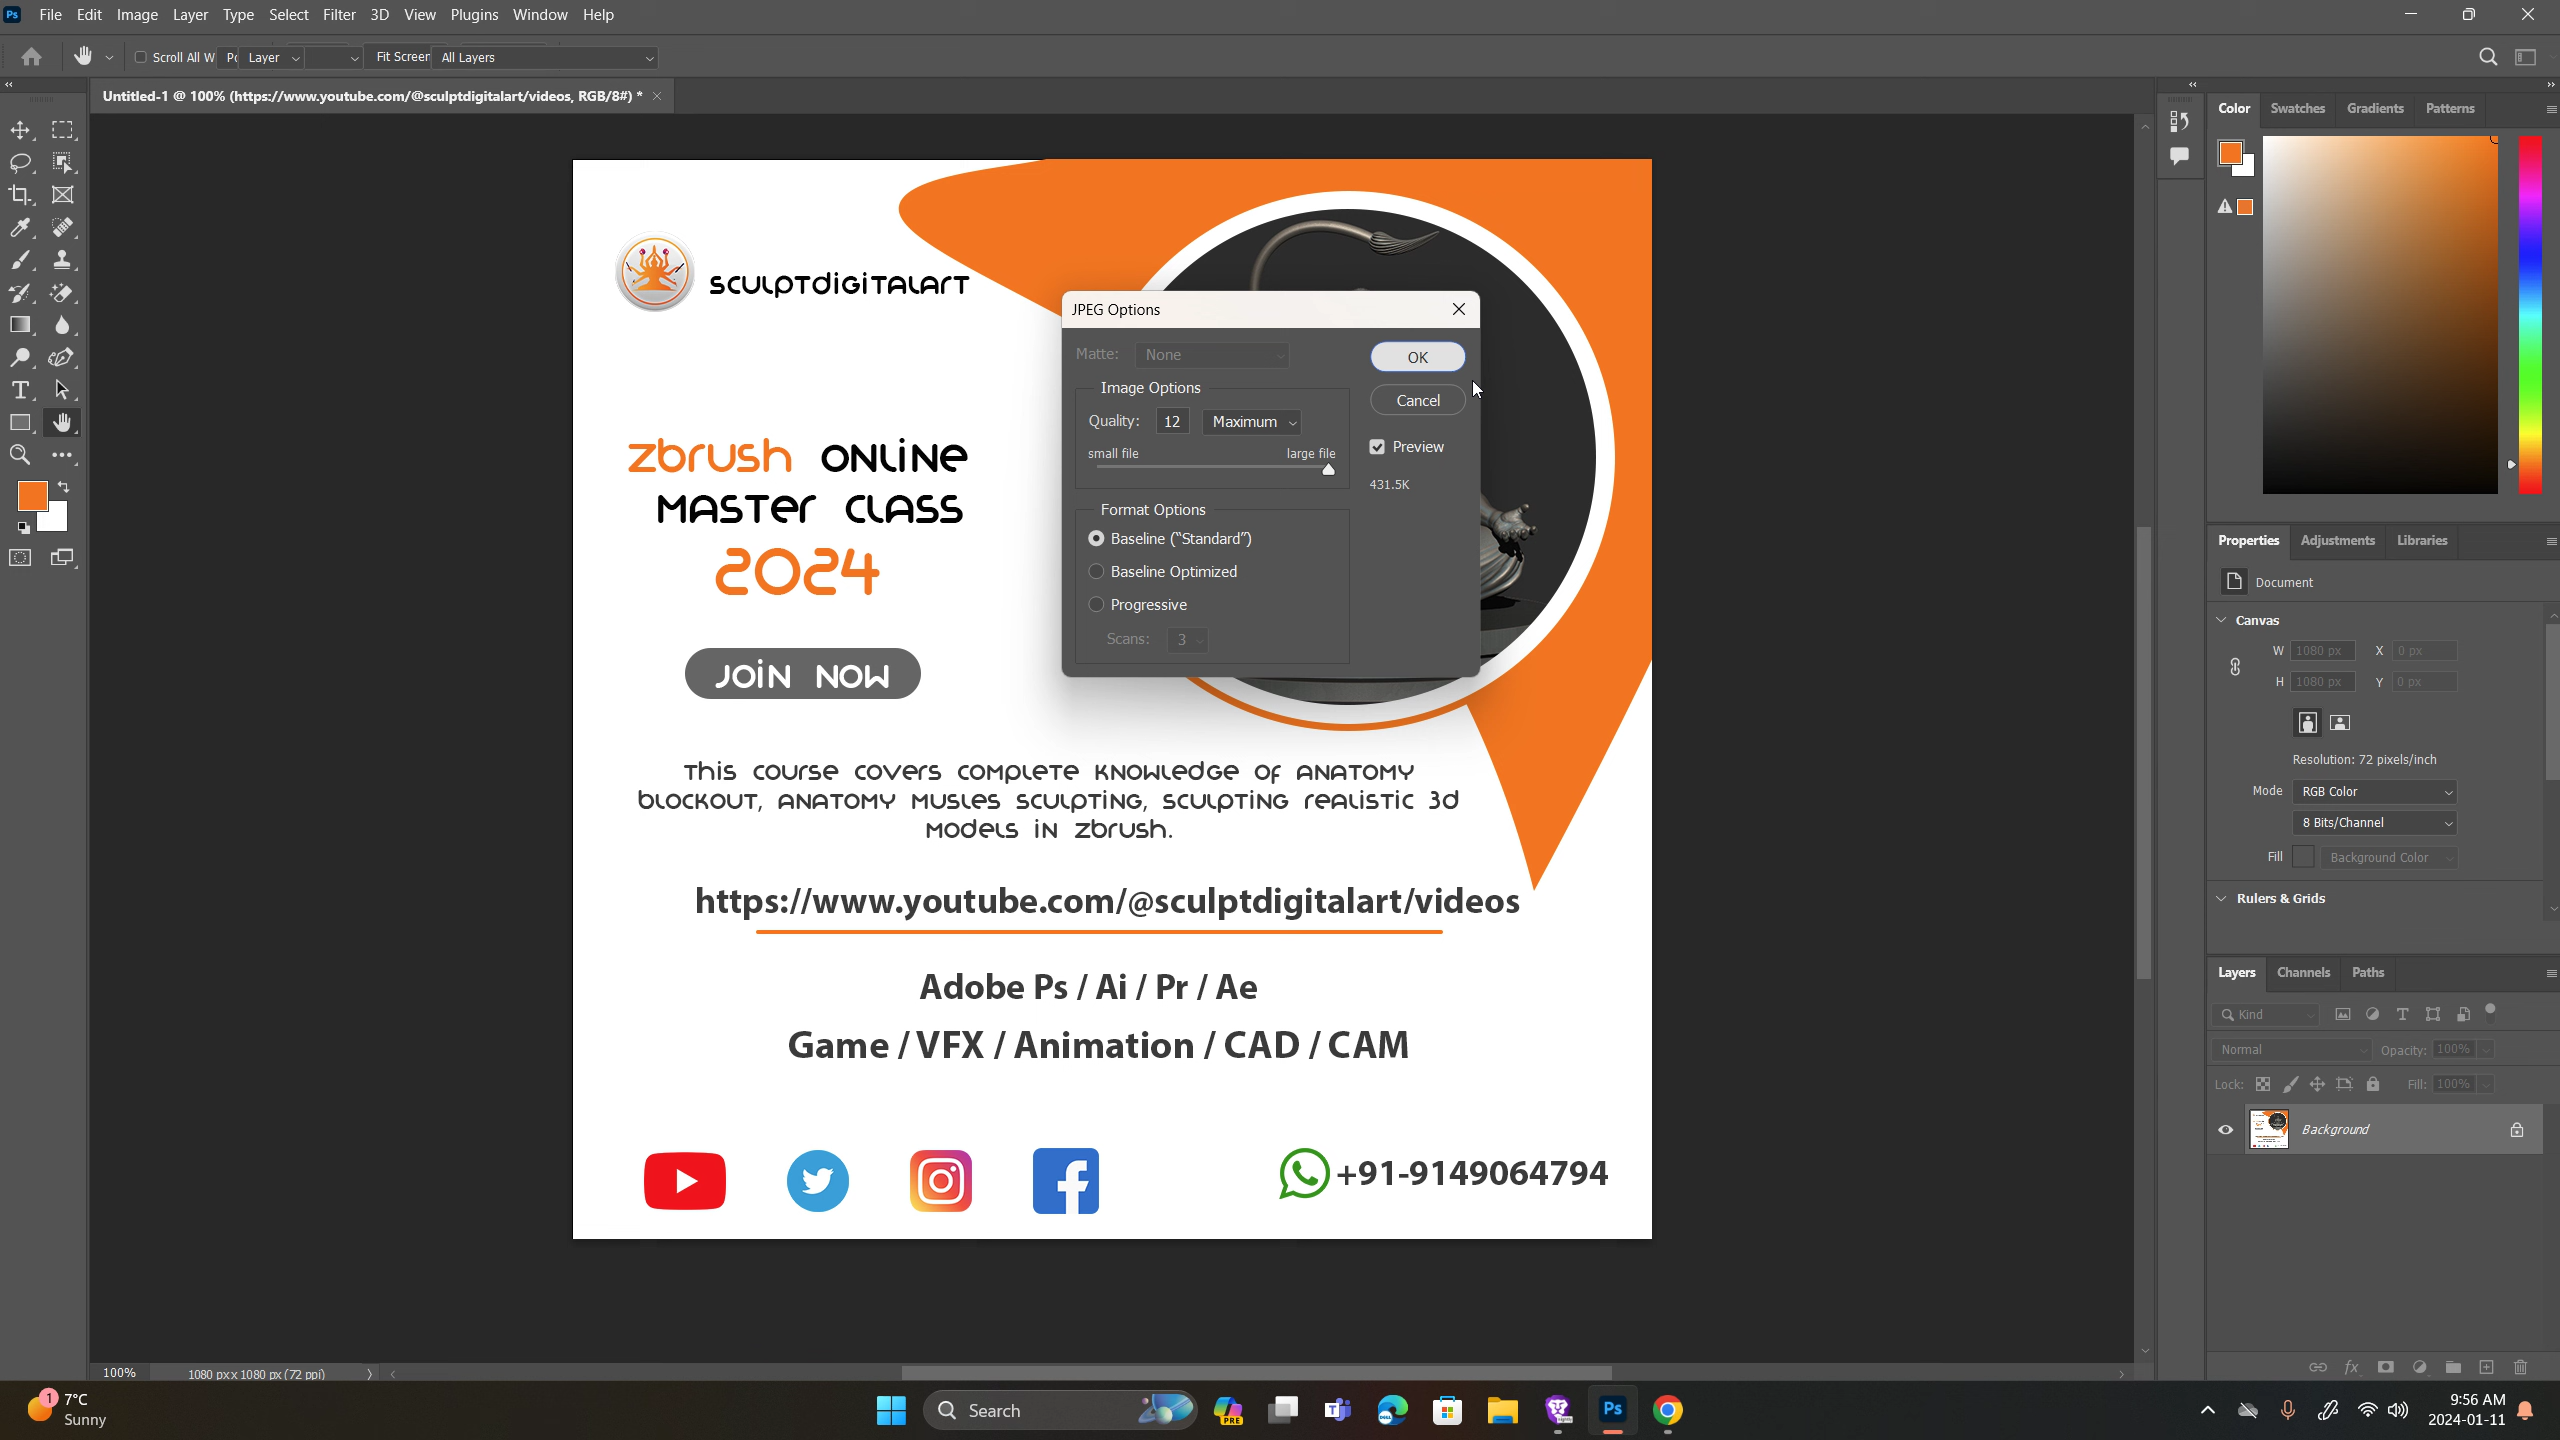 Ps File Edit Image Layer Type Select Filter 3D View Plugins Window Help
Scroll All W Layer Fit Screen All Layers
Untitled-1 @ 100% (https://www.youtube.com/@sculptdigitalart/videos, RGB/8#) *
Color Swatches Gradients Patterns
SCULPTDIGITALART
JPEG Options
Matte: None
OK
Image Options
Cancel
Quality: 12 Maximum
Preview
small file large file
431.5K
Format Options
Baseline ("Standard")
Baseline Optimized
Progressive
Scans: 3
zbrush ONLINE
MASTER CLASS
2024
JOIN NOW
This course covers complete knowledge of anatomy
blockout, anatomy musles sculpting, sculpting realistic 3d
models in zbrush.
https://www.youtube.com/@sculptdigitalart/videos
Adobe Ps / Ai / Pr / Ae
Game / VFX / Animation / CAD / CAM
+91-9149064794
Properties Adjustments Libraries
Document
Canvas
W 1080 px X 0 px
H 1080 px Y 0 px
Resolution: 72 pixels/inch
Mode RGB Color
8 Bits/Channel
Fill Background Color
Rulers & Grids
Layers Channels Paths
Kind
Normal Opacity: 100%
Lock: Fill: 100%
Background
100% 1080 pxx 1080 px (72 ppi)
1 7°C
Sunny
Search
PRE
Ps
9:56 AM
2024-01-11